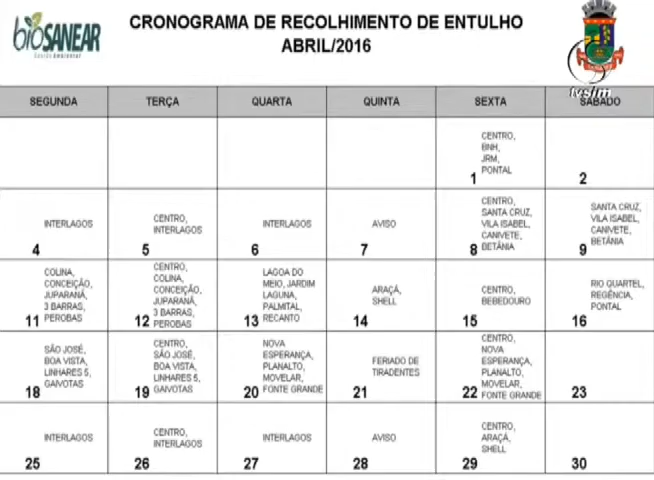 bioSANEAR
Gestão Ambiental
CRONOGRAMA DE RECOLHIMENTO DE ENTULHO
ABRIL/2016
SEGUNDA
TERÇA
QUARTA
QUINTA
SEXTA
SÁBADO
CENTRO,
BNH,
JRM,
PONTAL
1
2
INTERLAGOS
4
CENTRO,
INTERLAGOS
5
INTERLAGOS
6
AVISO
7
CENTRO,
SANTA CRUZ,
VILA ISABEL,
CANIVETE,
BETÂNIA
8
SANTA CRUZ,
VILA ISABEL,
CANIVETE,
BETÂNIA
9
COLINA,
CONCEIÇÃO,
JUPARANÃ,
3 BARRAS,
PEROBAS
11
CENTRO,
COLINA,
CONCEIÇÃO,
JUPARANÃ,
3 BARRAS,
PEROBAS
12
LAGOA DO
MEIO, JARDIM
LAGUNA,
PALMITAL,
RECANTO
13
ARAÇÁ,
SHELL
14
CENTRO,
BEBEDOURO
15
RIO QUARTEL,
REGÊNCIA,
PONTAL
16
SÃO JOSÉ,
BOA VISTA,
LINHARES 5,
GAIVOTAS
18
CENTRO,
SÃO JOSÉ,
BOA VISTA,
LINHARES 5,
GAIVOTAS
19
NOVA
ESPERANÇA,
PLANALTO,
MOVELAR,
FONTE GRANDE
20
FERIADO DE
TIRADENTES
21
CENTRO,
NOVA
ESPERANÇA,
PLANALTO,
MOVELAR,
FONTE GRANDE
22
23
INTERLAGOS
25
CENTRO,
INTERLAGOS
26
INTERLAGOS
27
AVISO
28
CENTRO,
ARAÇÁ,
SHELL
29
30